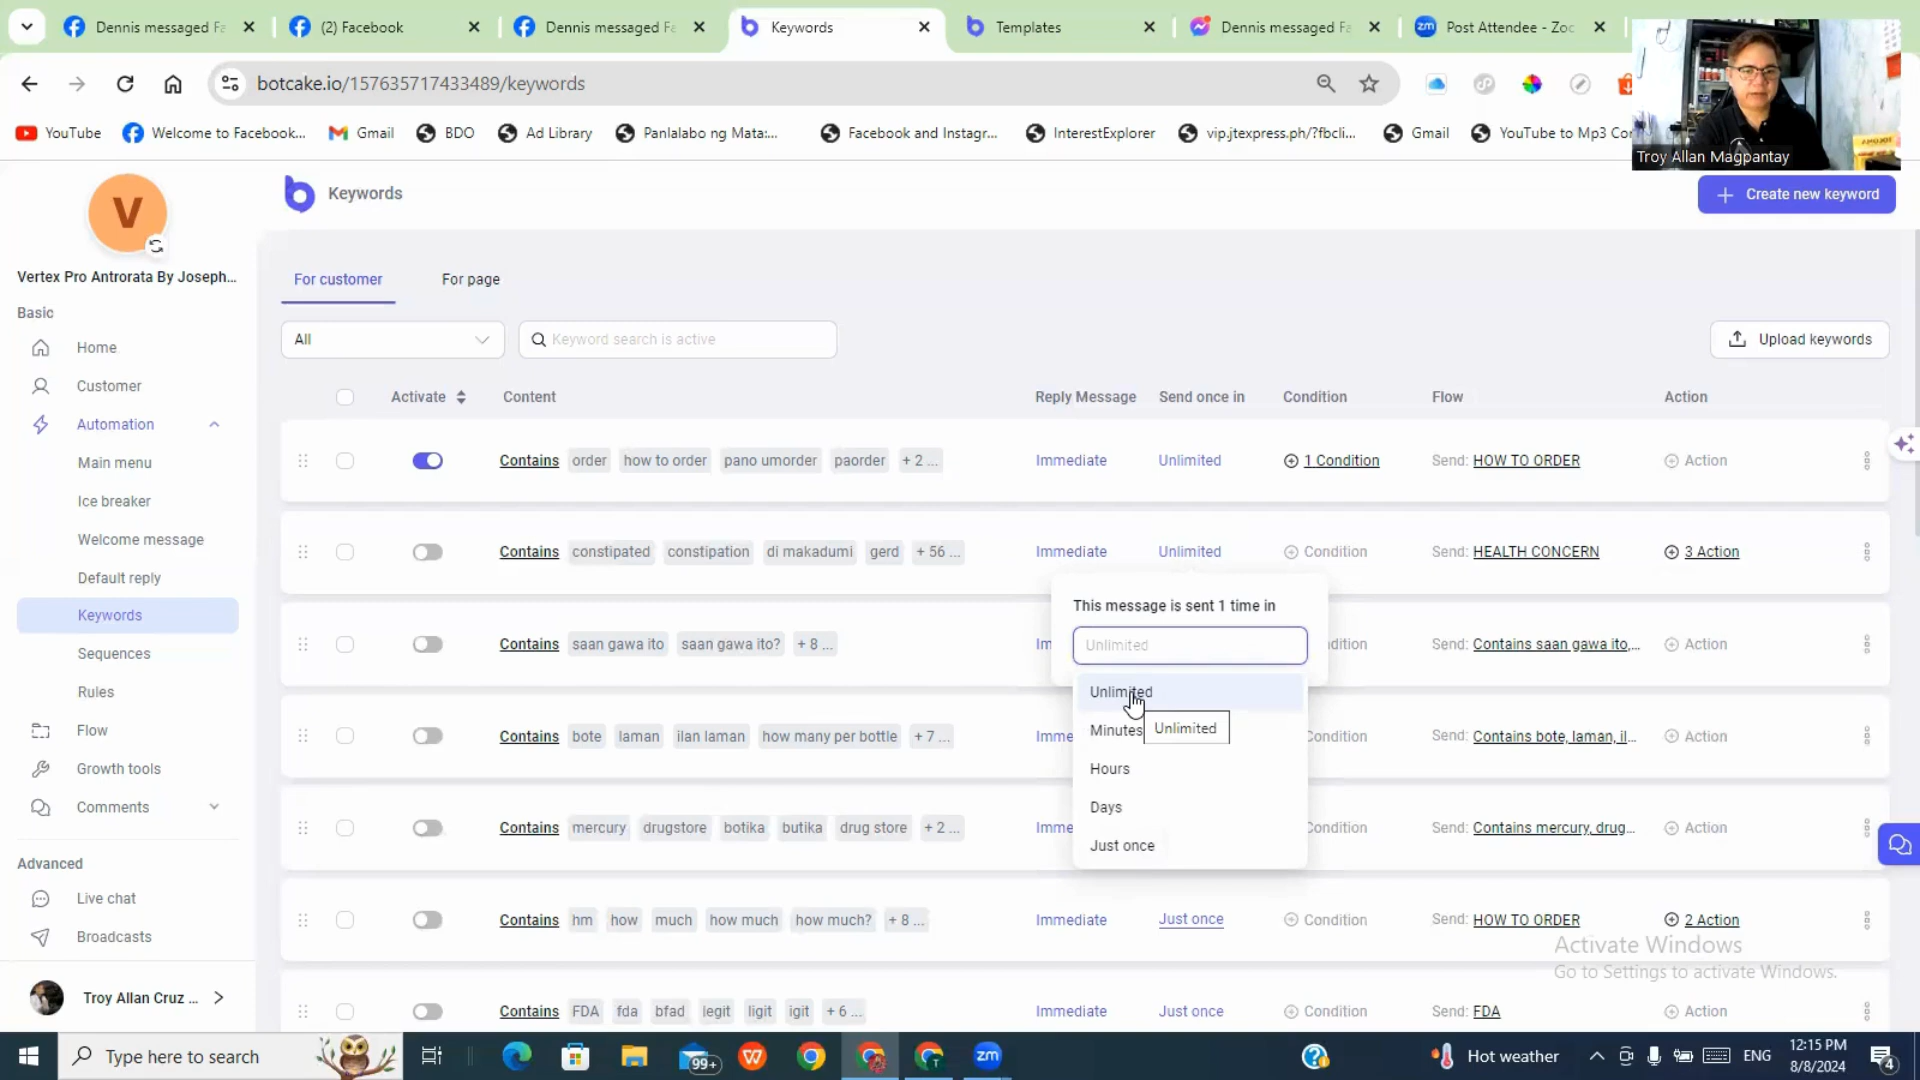 Dennis messaged Fa
(2) Facebook
Dennis messaged Fa
Keywords
Templates
Dennis messaged Fa
zm Post Attendee - Zoo
botcake.io/157635717433489/keywords
YouTube
Welcome to Facebook...
Gmail
BDO
Ad Library
Panlalabo ng Mata:...
Facebook and Instagr...
InterestExplorer
vip.jtexpress.ph/?fbcli...
Gmail
YouTube to Mp3 Con
Troy Allan Magpantay
V
Vertex Pro Antrorata By Joseph...
Basic
Home
Customer
Automation
Main menu
Ice breaker
Welcome message
Default reply
Keywords
Sequences
Rules
Flow
Growth tools
Comments
Advanced
Live chat
Broadcasts
Troy Allan Cruz ...
Keywords
Create new keyword
For customer
For page
All
Keyword search is active
Upload keywords
Activate Content Reply Message Send once in Condition Flow Action
Contains order how to order pano umorder paorder + 2 ... Immediate Unlimited 1 Condition Send: HOW TO ORDER Action
Contains constipated constipation di makadumi gerd + 56 ... Immediate Unlimited Condition Send: HEALTH CONCERN 3 Action
Contains saan gawa ito saan gawa ito? + 8 ... Im dition Send: Contains saan gawa ito,... Action
Contains bote laman ilan laman how many per bottle + 7 ... Imme ondition Send: Contains bote, laman, il... Action
Contains mercury drugstore botika butika drug store + 2 ... Imme ondition Send: Contains mercury, drug... Action
Contains hm how much how much how much? + 8 ... Immediate Just once Condition Send: HOW TO ORDER 2 Action
Contains FDA fda bfad legit ligit igit + 6 ... Immediate Just once Condition Send: FDA Action
This message is sent 1 time in
Unlimited
Unlimited
Minutes
Unlimited
Hours
Days
Just once
Activate Windows
Go to Settings to activate Windows.
Type here to search
99+
zm
Hot weather
ENG
12:15 PM
8/8/2024
4